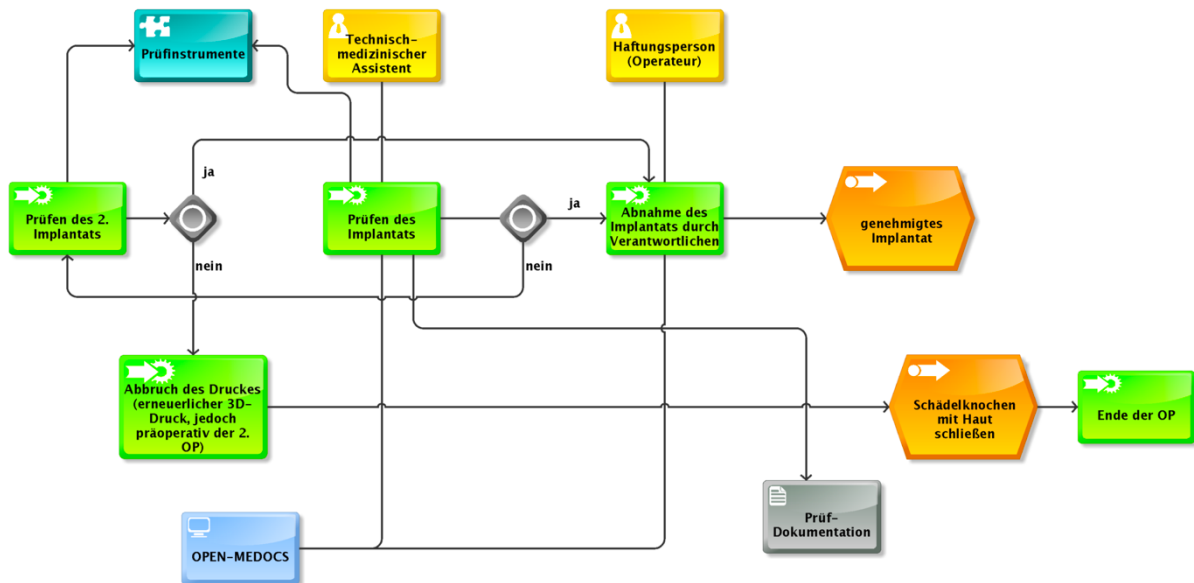 Prüfinstrumente
Technisch-
medizinischer
Assistent
Haftungsperson
(Operateur)
ja
Prüfen des 2.
Implantats
Prüfen des
Implantats
ja
Abnahme des
Implantats durch
Verantwortlichen
genehmigtes
Implantat
nein
nein
Abbruch des Druckes
(erneuerlicher 3D-
Druck, jedoch
präoperativ der 2.
OP)
Schädelknochen
mit Haut
schließen
Ende der OP
Prüf-
Dokumentation
OPEN-MEDOCS